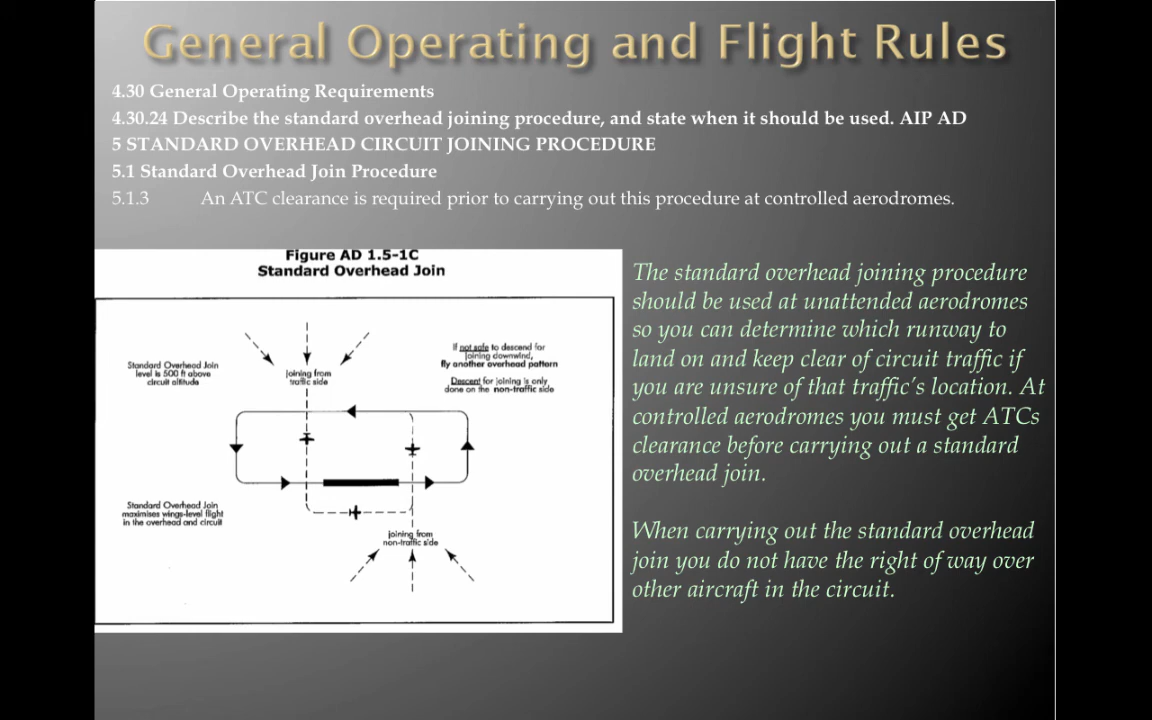 General Operating and Flight Rules
4.30 General Operating Requirements
4.30.24 Describe the standard overhead joining procedure, and state when it should be used. AIP AD
5 STANDARD OVERHEAD CIRCUIT JOINING PROCEDURE
5.1 Standard Overhead Join Procedure
5.1.3 An ATC clearance is required prior to carrying out this procedure at controlled aerodromes.
Figure AD 1.5-1C
Standard Overhead Join
Standard Overhead Join
level is 500 ft above
circuit altitude
joining from
traffic side
If not safe to descend for
joining downwind,
fly another overhead pattern
Descent for joining is only
done on the non-traffic side
Standard Overhead Join
maximises wings-level flight
in the overhead and circuit
joining from
non-traffic side
The standard overhead joining procedure
should be used at unattended aerodromes
so you can determine which runway to
land on and keep clear of circuit traffic if
you are unsure of that traffic's location. At
controlled aerodromes you must get ATCs
clearance before carrying out a standard
overhead join.
When carrying out the standard overhead
join you do not have the right of way over
other aircraft in the circuit.